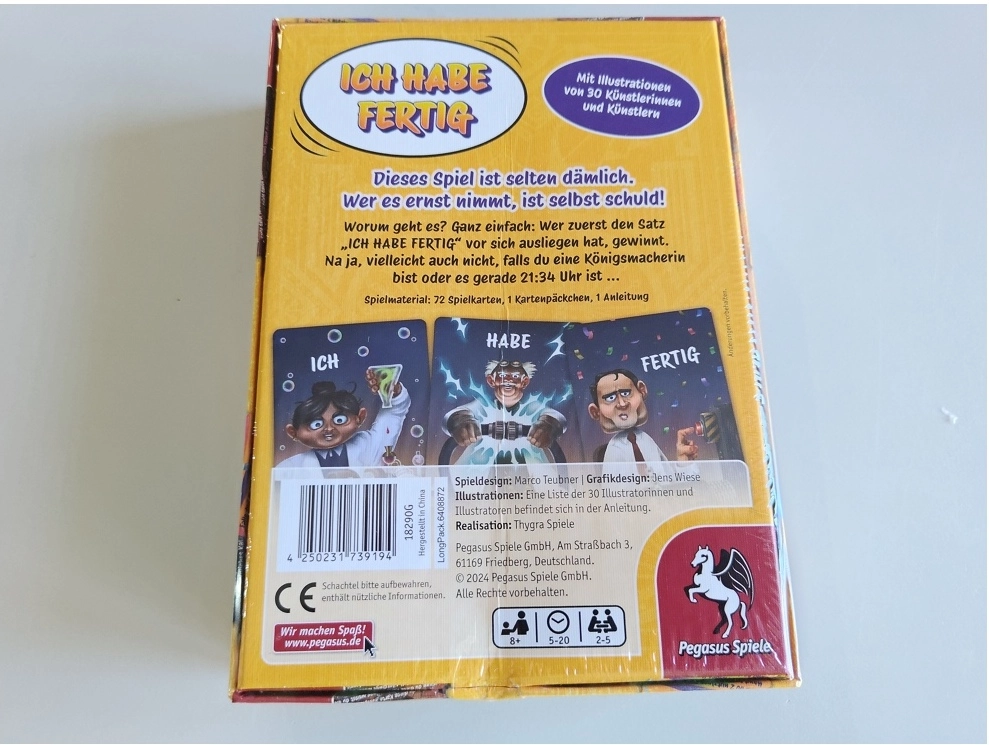 ICH HABE
FERTIG
Mit Illustrationen
von 30 Künstlerinnen
und Künstlern
Dieses Spiel ist selten dämlich.
Wer es ernst nimmt, ist selbst schuld!
Worum geht es? Ganz einfach: Wer zuerst den Satz
„ICH HABE FERTIG“ vor sich ausliegen hat, gewinnt.
Na ja, vielleicht auch nicht, falls du eine Königsmacherin
bist oder es gerade 21:34 Uhr ist ...
Spielmaterial: 72 Spielkarten, 1 Kartenpäckchen, 1 Anleitung
Änderungen vorbehalten.
ICH
HABE
FERTIG
Spieldesign: Marco Teubner | Grafikdesign: Jens Wiese
Illustrationen: Eine Liste der 30 Illustratorinnen und
Illustratoren befindet sich in der Anleitung.
Realisation: Thygra Spiele
Pegasus Spiele GmbH, Am Straßbach 3,
61169 Friedberg, Deutschland.
© 2024 Pegasus Spiele GmbH.
Alle Rechte vorbehalten.
4 250231 739194
18290G
Hergestellt in China
LongPack.6408872
CE
Schachtel bitte aufbewahren,
enthält nützliche Informationen.
Wir machen Spaß!
www.pegasus.de
8+
5-20
2-5
Pegasus Spiele